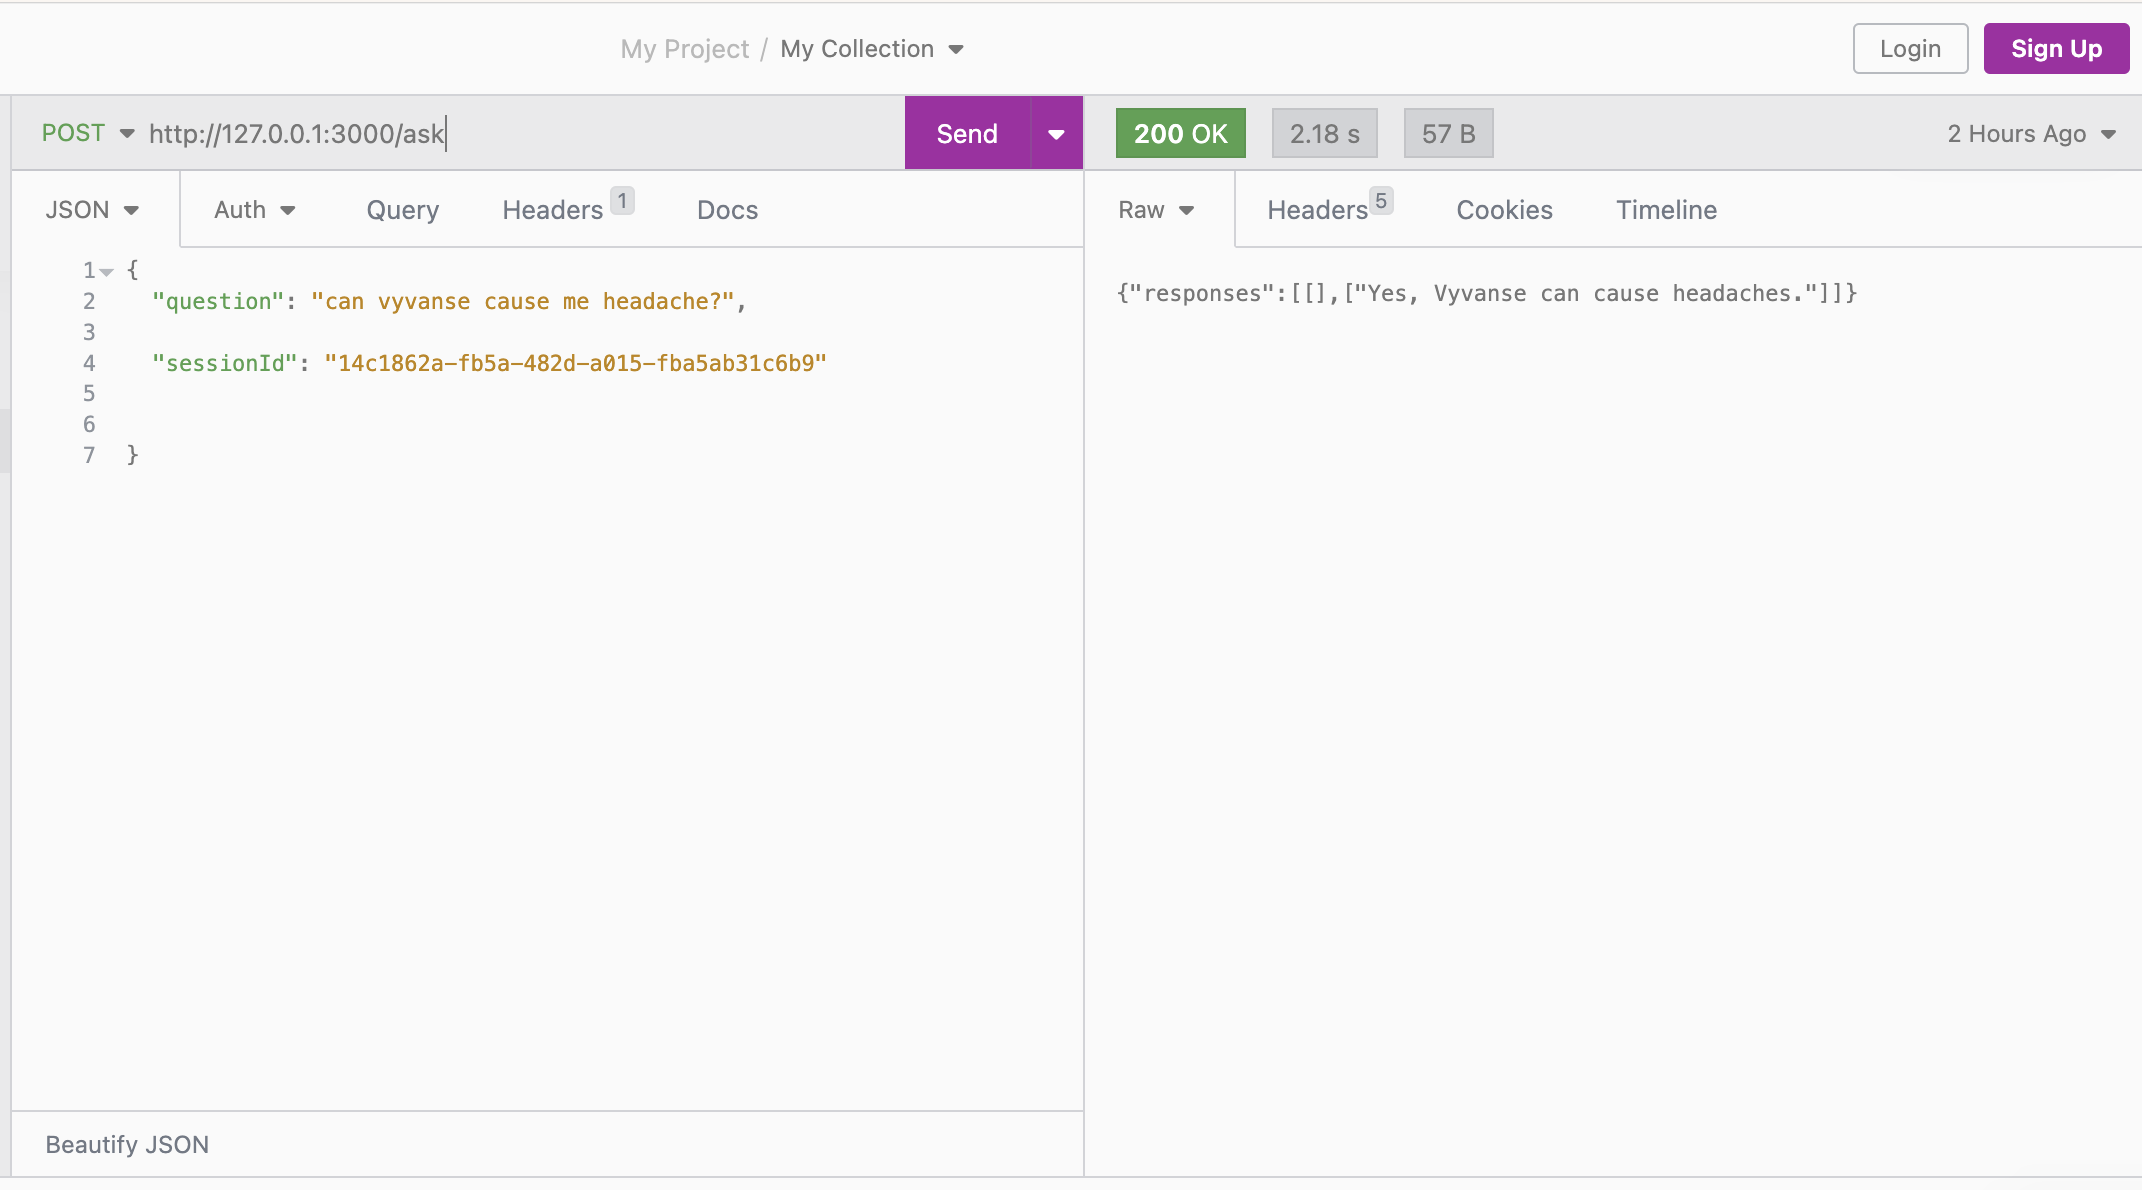 My Project / My Collection
Login
Sign Up
POST http://127.0.0.1:3000/ask
Send
200 OK
2.18 s
57 B
2 Hours Ago
JSON
Auth
Query
Headers 1
Docs
Raw
Headers 5
Cookies
Timeline
1 {
2 "question": "can vyvanse cause me headache?",
3
4 "sessionId": "14c1862a-fb5a-482d-a015-fba5ab31c6b9"
5
6
7 }
{"responses":[[],["Yes, Vyvanse can cause headaches."]]}
Beautify JSON